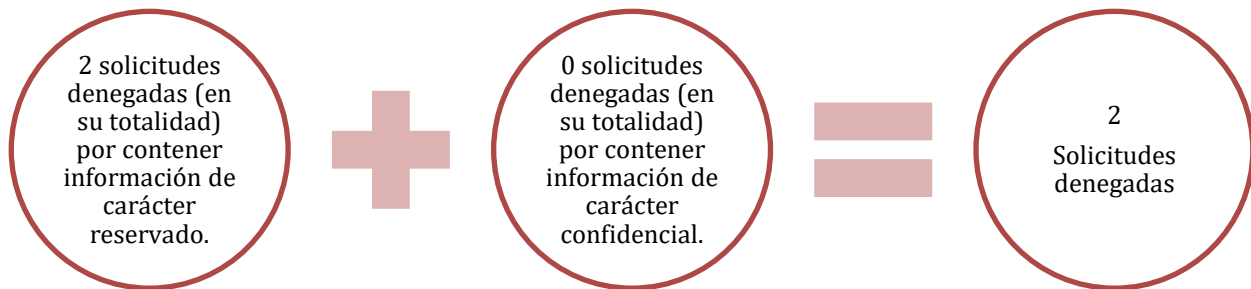 2 solicitudes
denegadas (en
su totalidad)
por contener
información de
carácter
reservado.
0 solicitudes
denegadas (en
su totalidad)
por contener
información de
carácter
confidencial.
2
Solicitudes
denegadas